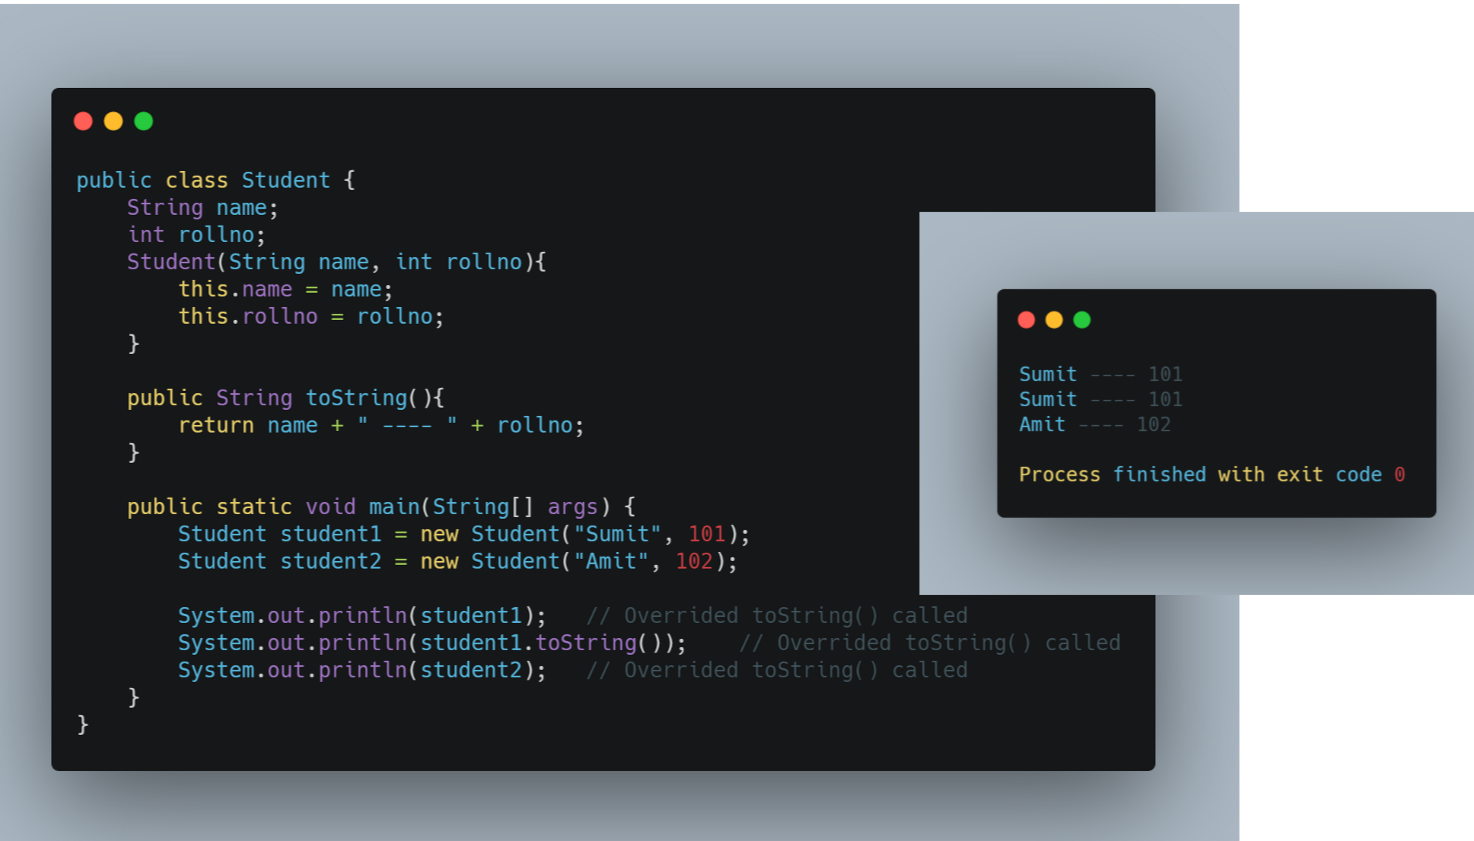 public class Student {
    String name;
    int rollno;
    Student(String name, int rollno){
        this.name = name;
        this.rollno = rollno;
    }
    public String toString(){
        return name + " ---- " + rollno;
    }
    public static void main(String[] args) {
        Student student1 = new Student("Sumit", 101);
        Student student2 = new Student("Amit", 102);
        System.out.println(student1);   // Overrided toString() called
        System.out.println(student1.toString());    // Overrided toString() called
        System.out.println(student2);   // Overrided toString() called
    }
}
Sumit ---- 101
Sumit ---- 101
Amit ---- 102
Process finished with exit code 0